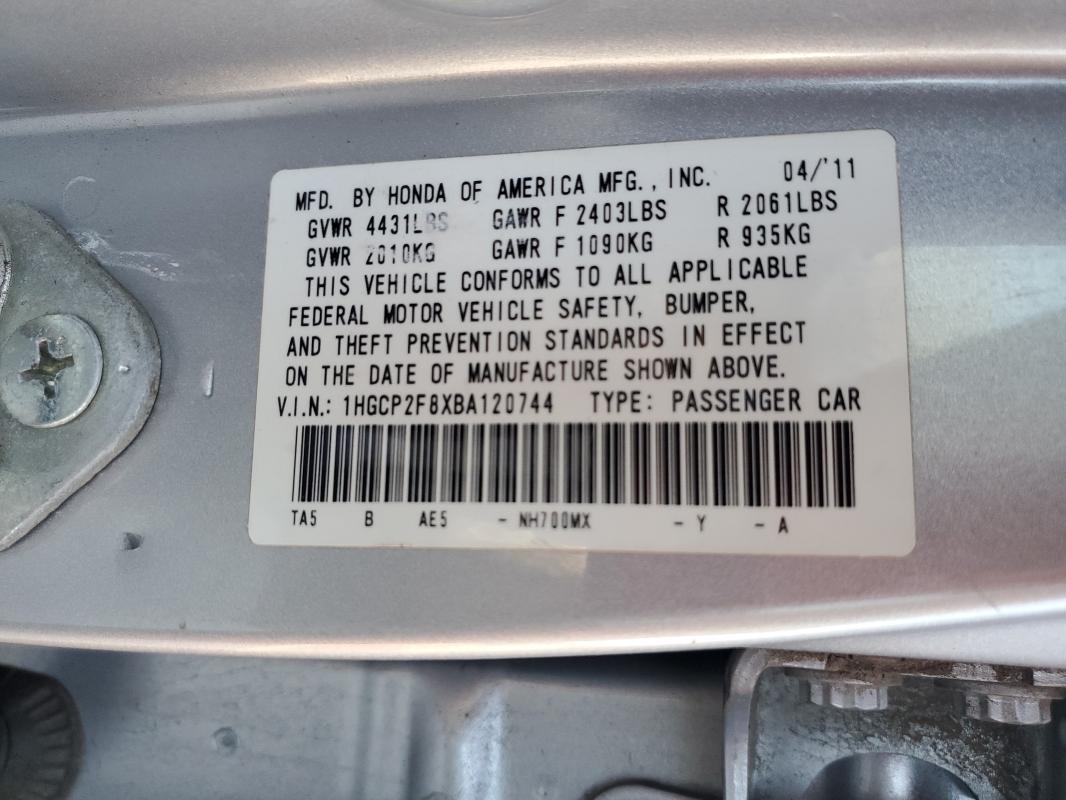 MFD. BY HONDA OF AMERICA MFG., INC. 04/'11
GVWR 4431LBS GAWR F 2403LBS R 2061LBS
GVWR 2010KG GAWR F 1090KG R 935KG
THIS VEHICLE CONFORMS TO ALL APPLICABLE
FEDERAL MOTOR VEHICLE SAFETY, BUMPER,
AND THEFT PREVENTION STANDARDS IN EFFECT
ON THE DATE OF MANUFACTURE SHOWN ABOVE.
V.I.N.: 1HGCP2F8XBA120744 TYPE: PASSENGER CAR
TA5 B AE5 - NH700MX - Y - A